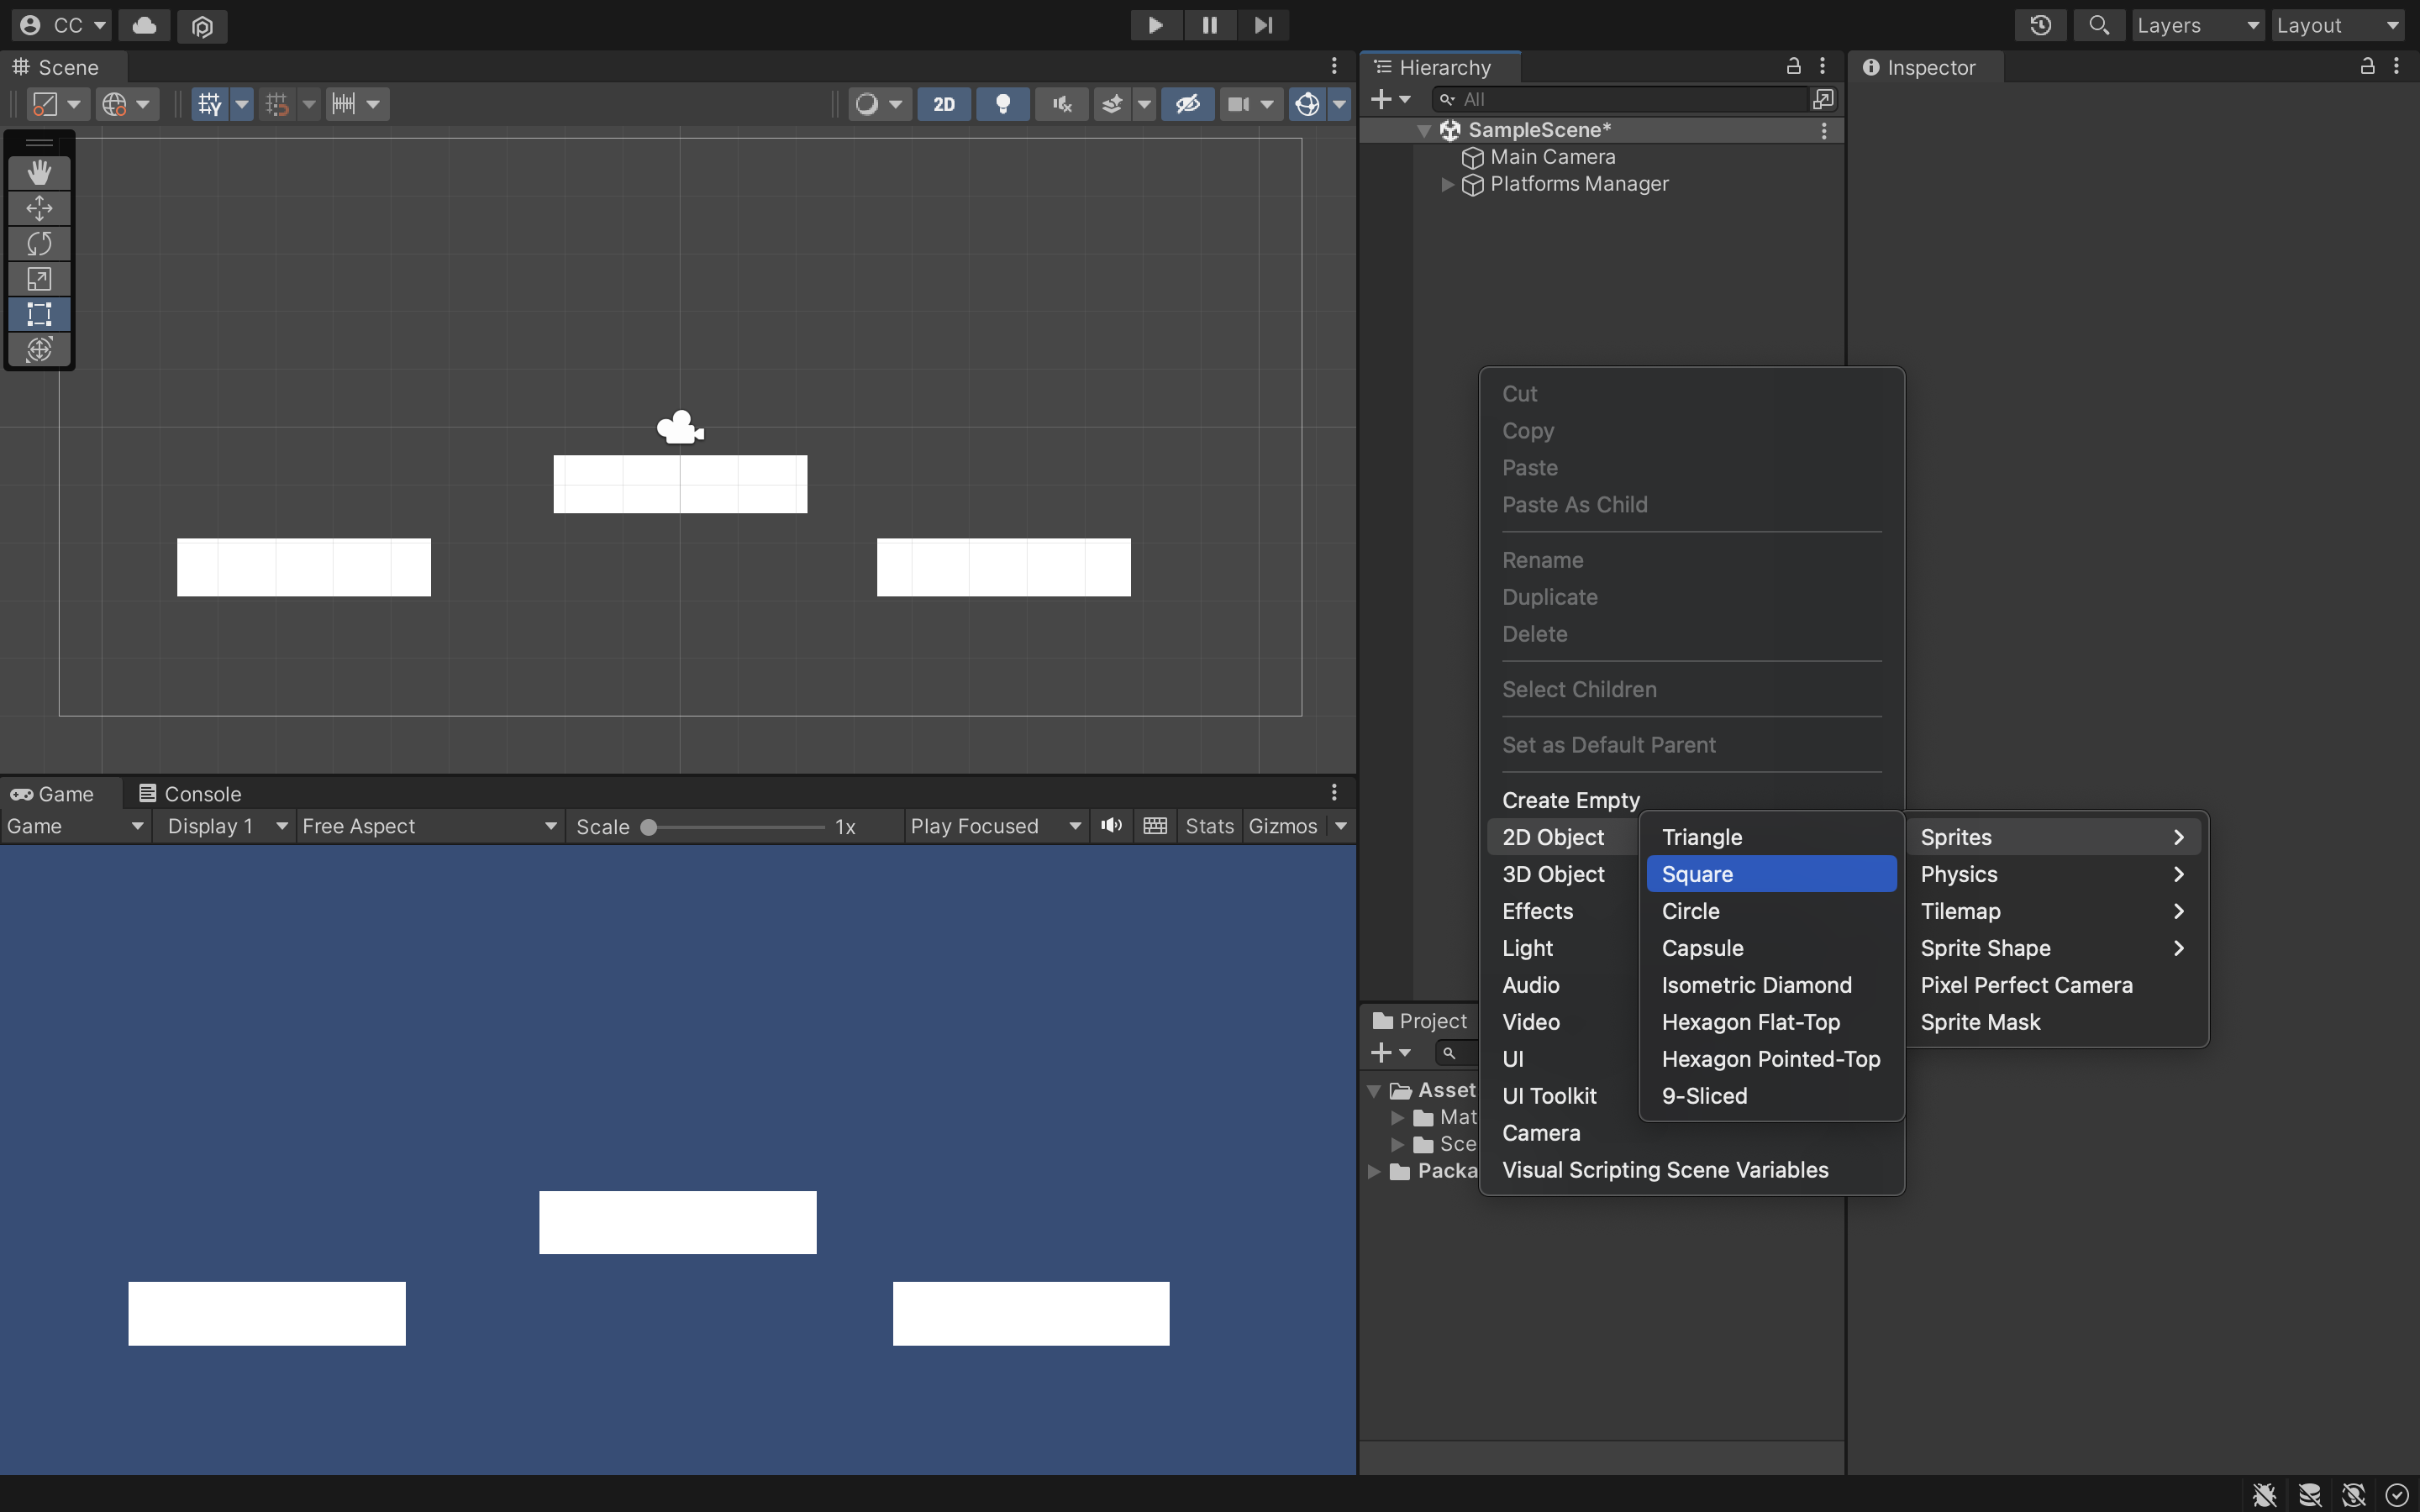 CC
Layers
Layout
Scene
2D
Hierarchy
All
SampleScene*
Main Camera
Platforms Manager
Inspector
Cut
Copy
Paste
Paste As Child
Rename
Duplicate
Delete
Select Children
Set as Default Parent
Create Empty
2D Object
3D Object
Effects
Light
Audio
Video
UI
UI Toolkit
Camera
Visual Scripting Scene Variables
Triangle
Square
Circle
Capsule
Isometric Diamond
Hexagon Flat-Top
Hexagon Pointed-Top
9-Sliced
Sprites
Physics
Tilemap
Sprite Shape
Pixel Perfect Camera
Sprite Mask
Game
Console
Game
Display 1
Free Aspect
Scale
1x
Play Focused
Stats
Gizmos
Project
Asset
Mat
Sce
Packa